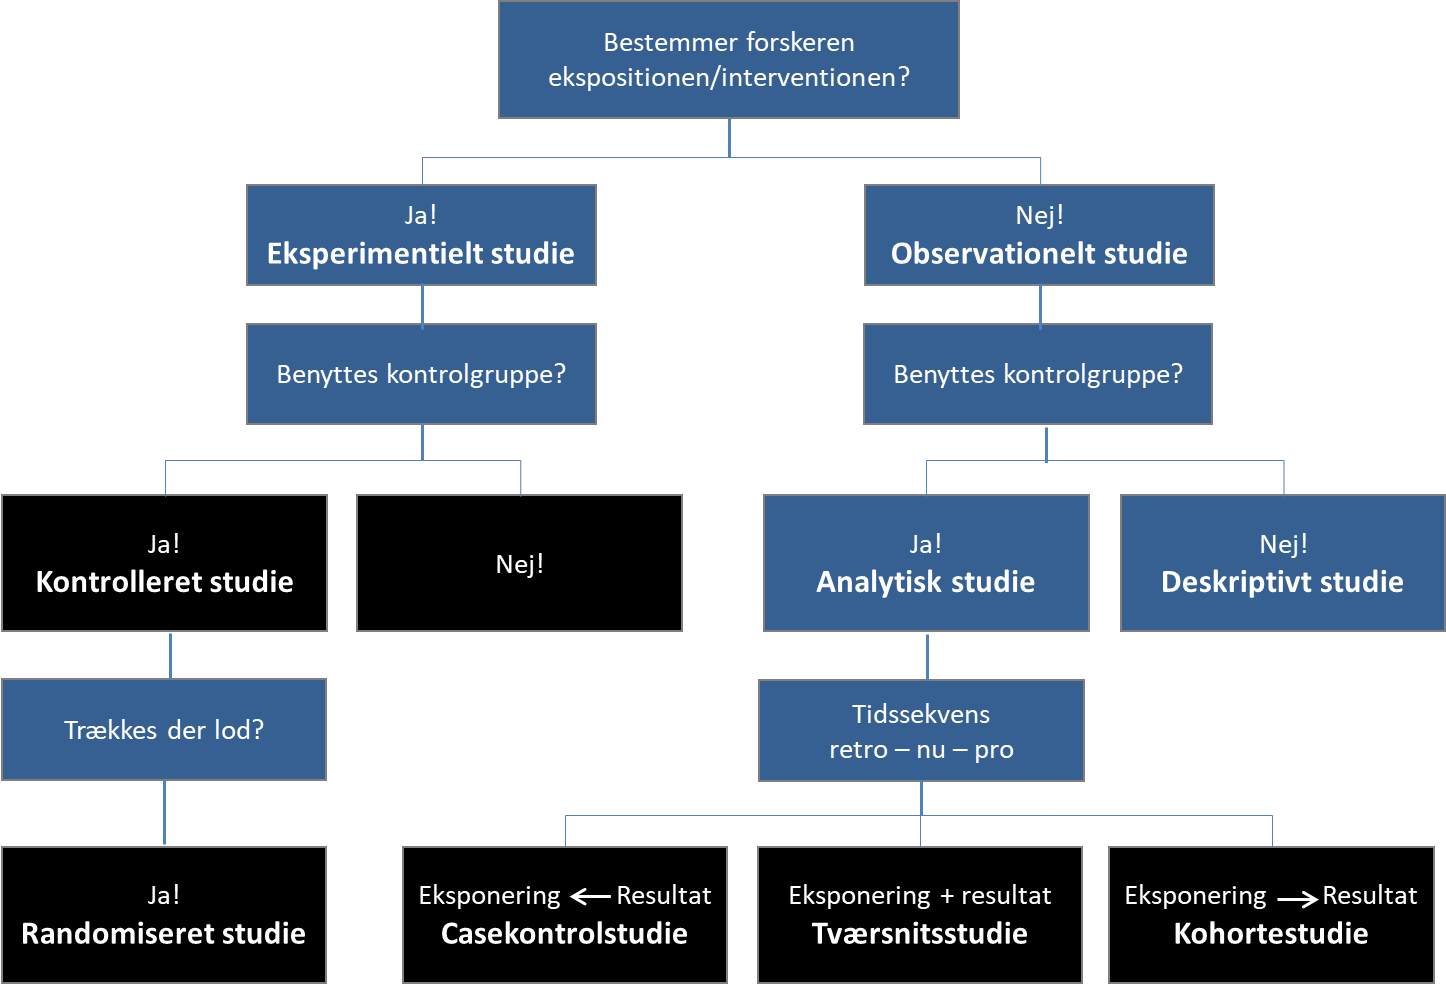 Bestemmer forskeren
ekspositionen/interventionen?
Ja!
Eksperimentielt studie
Nej!
Observationelt studie
Benyttes kontrolgruppe?
Benyttes kontrolgruppe?
Ja!
Kontrolleret studie
Nej!
Ja!
Analytisk studie
Nej!
Deskriptivt studie
Trækkes der lod?
Tidssekvens
retro – nu – pro
Ja!
Randomiseret studie
Eksponering ← Resultat
Casekontrolstudie
Eksponering + resultat
Tværsnitsstudie
Eksponering → Resultat
Kohortestudie